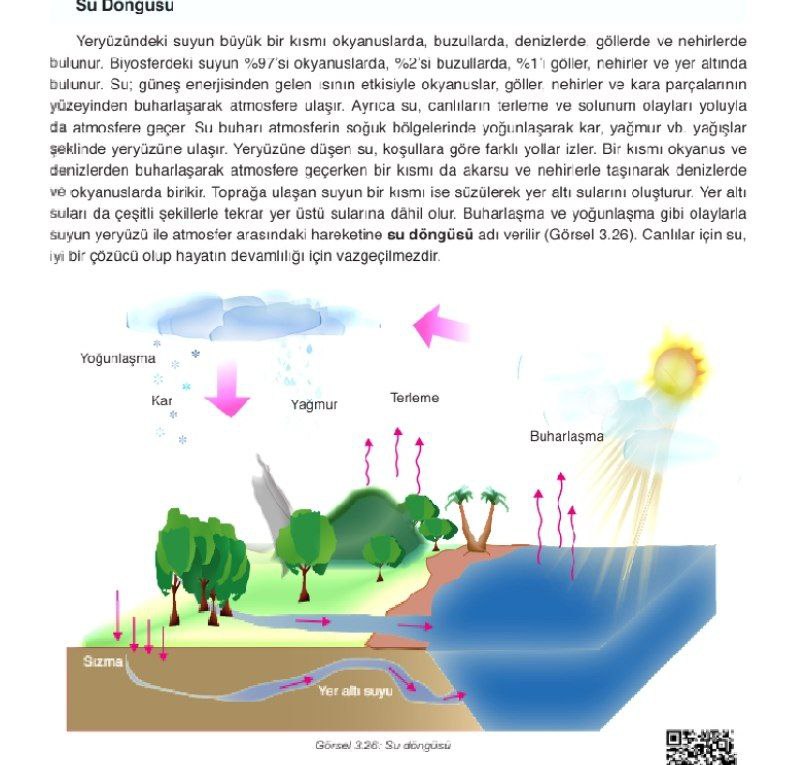 Su Döngüsü
Yeryüzündeki suyun büyük bir kısmı okyanuslarda, buzullarda, denizlerde, göllerde ve nehirlerde
bulunur. Biyosferdeki suyun %97'si okyanuslarda, %2'si buzullarda, %1'i göller, nehirler ve yer altında
bulunur. Su; güneş enerjisinden gelen ısının etkisiyle okyanuslar, göller, nehirler ve kara parçalarının
yüzeyinden buharlaşarak atmosfere ulaşır. Ayrıca su, canlıların terleme ve solunum olayları yoluyla
da atmosfere geçer. Su buharı atmosferin soğuk bölgelerinde yoğunlaşarak kar, yağmur vb. yağışlar
şeklinde yeryüzüne ulaşır. Yeryüzüne düşen su, koşullara göre farklı yollar izler. Bir kısmı okyanus ve
denizlerden buharlaşarak atmosfere geçerken bir kısmı da akarsu ve nehirlerle taşınarak denizlerde
ve okyanuslarda birikir. Toprağa ulaşan suyun bir kısmı ise süzülerek yer altı sularını oluşturur. Yer altı
suları da çeşitli şekillerle tekrar yer üstü sularına dâhil olur. Buharlaşma ve yoğunlaşma gibi olaylarla
suyun yeryüzü ile atmosfer arasındaki hareketine su döngüsü adı verilir (Görsel 3.26). Canlılar için su,
iyi bir çözücü olup hayatın devamlılığı için vazgeçilmezdir.
Yoğunlaşma
Kar
Yağmur
Terleme
Buharlaşma
Sızma
Yer altı suyu
Görsel 3.26: Su döngüsü